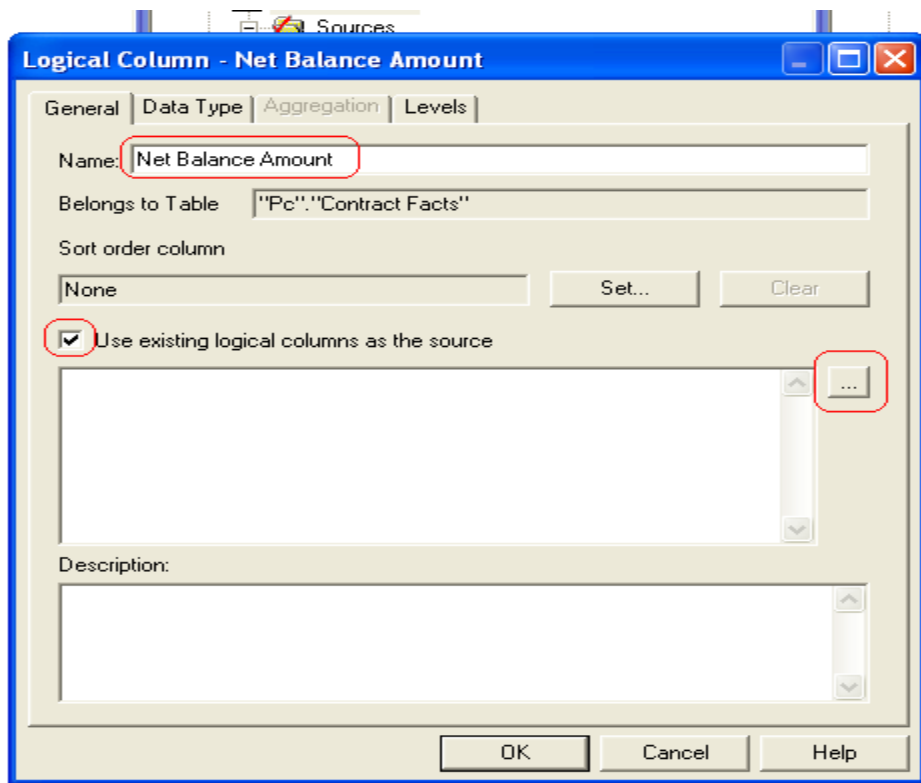 Sources
Logical Column - Net Balance Amount
General Data Type Aggregation Levels
Name: Net Balance Amount
Belongs to Table "Pc"."Contract Facts"
Sort order column
None Set... Clear
Use existing logical columns as the source
...
Description:
OK Cancel Help